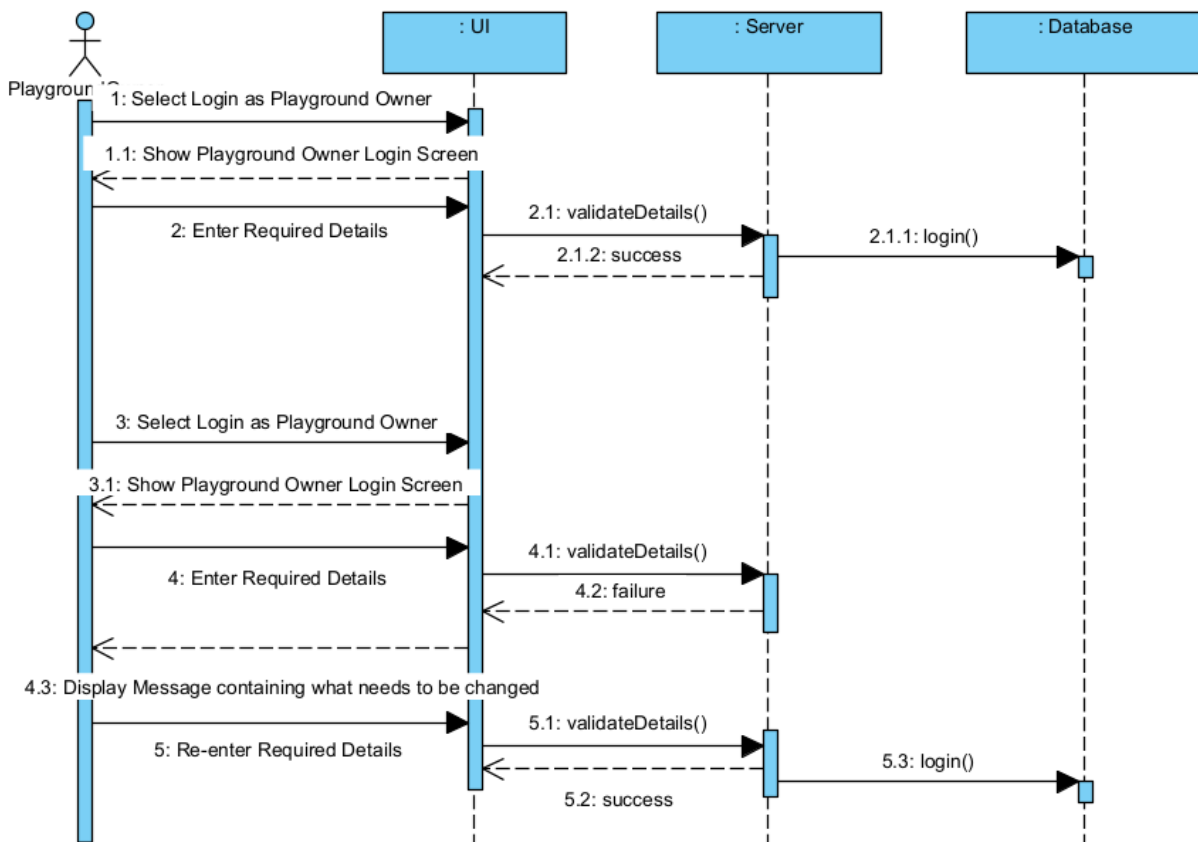 : UI
: Server
: Database
1: Select Login as Playground Owner
1.1: Show Playground Owner Login Screen
2: Enter Required Details
2.1: validateDetails()
2.1.1: login()
2.1.2: success
3: Select Login as Playground Owner
3.1: Show Playground Owner Login Screen
4: Enter Required Details
4.1: validateDetails()
4.2: failure
4.3: Display Message containing what needs to be changed
5: Re-enter Required Details
5.1: validateDetails()
5.2: success
5.3: login()